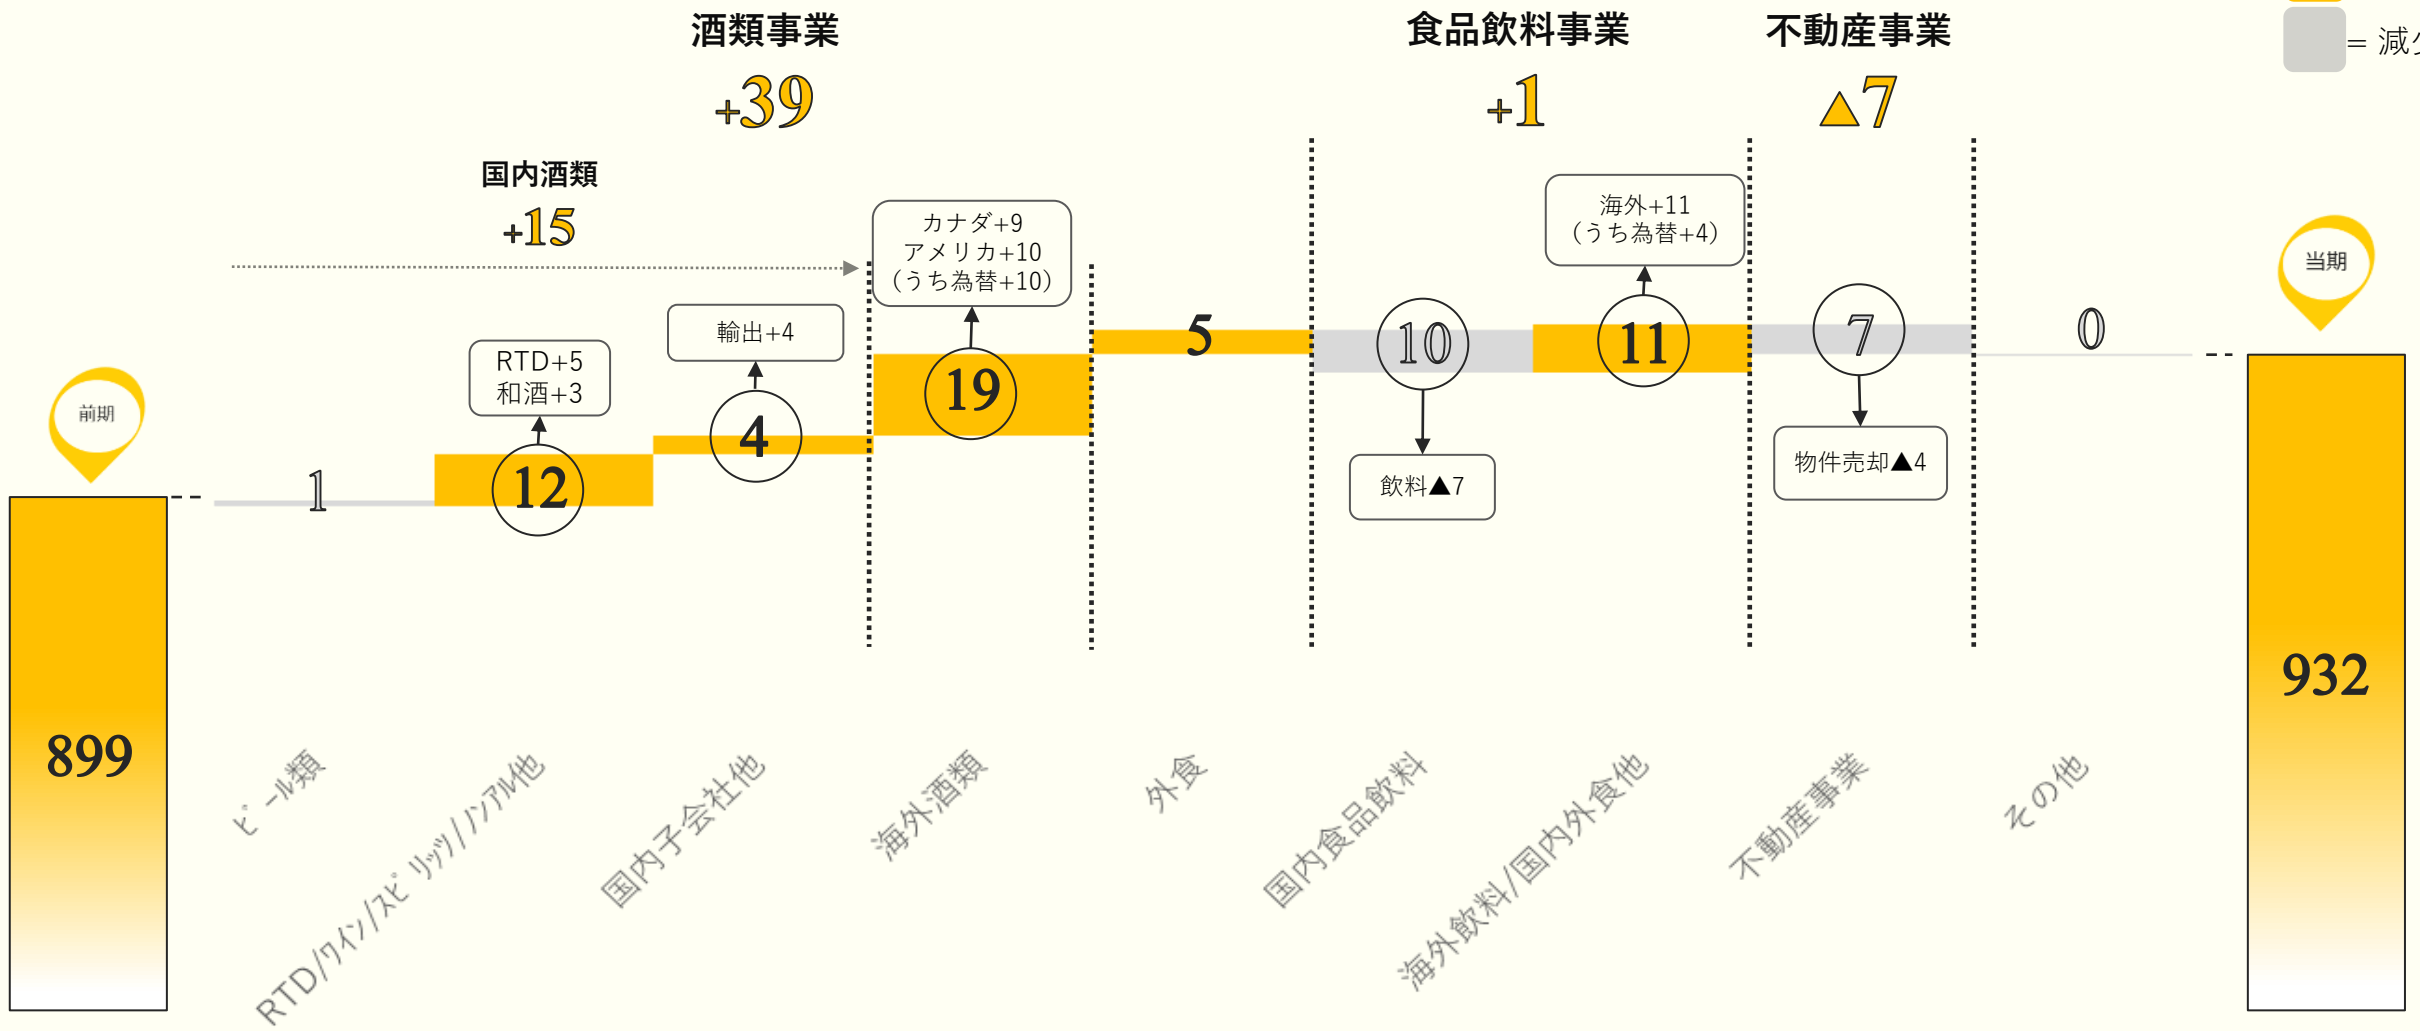 酒類事業
+39
食品飲料事業
+1
不動産事業
▲7
= 減少
国内酒類
+15
カナダ+9
アメリカ+10
（うち為替+10）
海外+11
（うち為替+4）
輸出+4
RTD+5
和酒+3
前期
当期
1
12
4
19
5
10
11
7
0
飲料▲7
物件売却▲4
899
932
ﾋﾞｰﾙ類
RTD/ﾜｲﾝ/ｽﾋﾟﾘｯﾂ/ﾉﾝｱﾙ他
国内子会社他
海外酒類
外食
国内食品飲料
海外飲料/国内外食他
不動産事業
その他